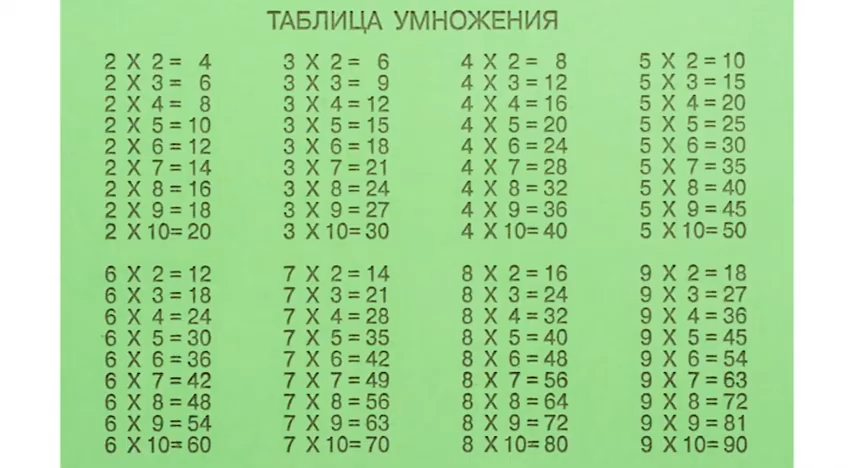 ТАБЛИЦА УМНОЖЕНИЯ
2 X 2 = 4 3 X 2 = 6 4 X 2 = 8 5 X 2 = 10
2 X 3 = 6 3 X 3 = 9 4 X 3 = 12 5 X 3 = 15
2 X 4 = 8 3 X 4 = 12 4 X 4 = 16 5 X 4 = 20
2 X 5 = 10 3 X 5 = 15 4 X 5 = 20 5 X 5 = 25
2 X 6 = 12 3 X 6 = 18 4 X 6 = 24 5 X 6 = 30
2 X 7 = 14 3 X 7 = 21 4 X 7 = 28 5 X 7 = 35
2 X 8 = 16 3 X 8 = 24 4 X 8 = 32 5 X 8 = 40
2 X 9 = 18 3 X 9 = 27 4 X 9 = 36 5 X 9 = 45
2 X 10= 20 3 X 10= 30 4 X 10= 40 5 X 10= 50
6 X 2 = 12 7 X 2 = 14 8 X 2 = 16 9 X 2 = 18
6 X 3 = 18 7 X 3 = 21 8 X 3 = 24 9 X 3 = 27
6 X 4 = 24 7 X 4 = 28 8 X 4 = 32 9 X 4 = 36
6 X 5 = 30 7 X 5 = 35 8 X 5 = 40 9 X 5 = 45
6 X 6 = 36 7 X 6 = 42 8 X 6 = 48 9 X 6 = 54
6 X 7 = 42 7 X 7 = 49 8 X 7 = 56 9 X 7 = 63
6 X 8 = 48 7 X 8 = 56 8 X 8 = 64 9 X 8 = 72
6 X 9 = 54 7 X 9 = 63 8 X 9 = 72 9 X 9 = 81
6 X 10= 60 7 X 10= 70 8 X 10= 80 9 X 10= 90